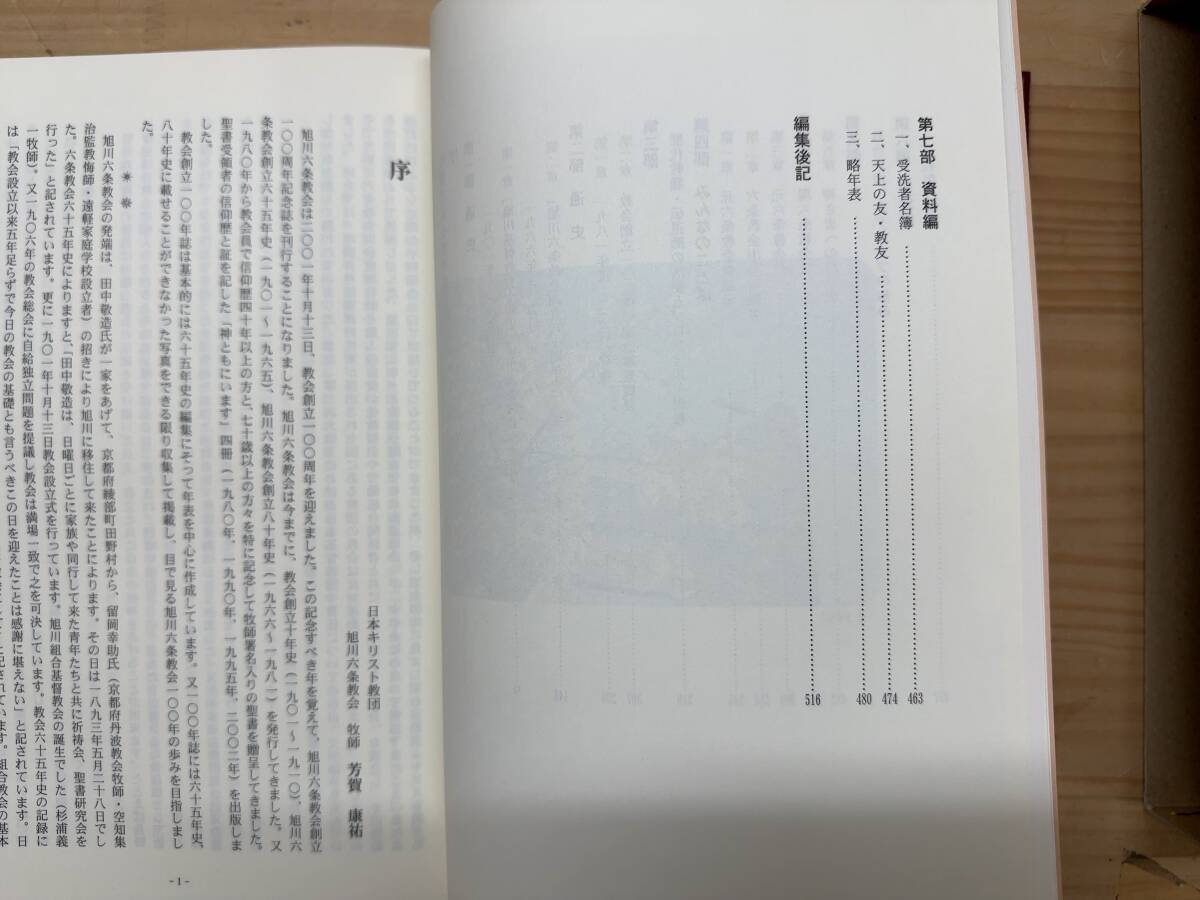 第七部　資料編
一、受洗者名簿……463
二、天上の友・教友……474
三、略年表……480
編集後記……516
序
日本キリスト教団
旭川六条教会　牧師　芳賀　康祐
旭川六条教会は二〇〇一年十月十三日、教会創立一〇〇周年を迎えました。この記念すべき年を覚えて、旭川六条教会創立
一〇〇周年記念誌を刊行することになりました。旭川六条教会は今までに、教会創立十年史（一九〇一～一九一〇）、旭川六
条教会創立六十五年史（一九〇一～一九六五）、旭川六条教会創立八十年史（一九六六～一九八一）を発行してきました。又
一九八〇年から教会員で信仰歴四十年以上の方と、七十歳以上の方々を特に記念して牧師署名入りの聖書を贈呈してきました。
聖書受領者の信仰歴と証を記した「神ともにいます」四冊（一九八〇年、一九九〇年、一九九五年、二〇〇二年）を出版しま
した。
教会創立一〇〇年誌は基本的には六十五年史の編集にそって年表を中心に作成しています。又一〇〇年誌には六十五年史、
八十年史に載せることができなかった写真をできる限り収集して掲載し、目で見る旭川六条教会一〇〇年の歩みを目指しまし
た。
＊　＊
旭川六条教会の発端は、田中敬造氏が一家をあげて、京都府綾部町田野村から、留岡幸助氏（京都府丹波教会牧師・空知集
治監教悔師・遠軽家庭学校設立者）の招きにより旭川に移住して来たことによります。その日は一八九三年五月二十八日でし
た。六条教会六十五年史によりますと、「田中敬造は、日曜日ごとに家族や同行して来た青年たちと共に祈祷会、聖書研究会を
行った」と記されています。更に一九〇一年十月十三日教会設立式を行っています。旭川組合基督教会の誕生でした（杉浦義
一牧師）。又一九〇六年の教会総会に自給独立問題を提議し教会は満場一致で之を可決しています。教会六十五年史の記録に
は「教会設立以来五年足らずで今日の教会の基礎とも言うべきこの日を迎えたことは感謝に堪えない」と記されています。日
-1-